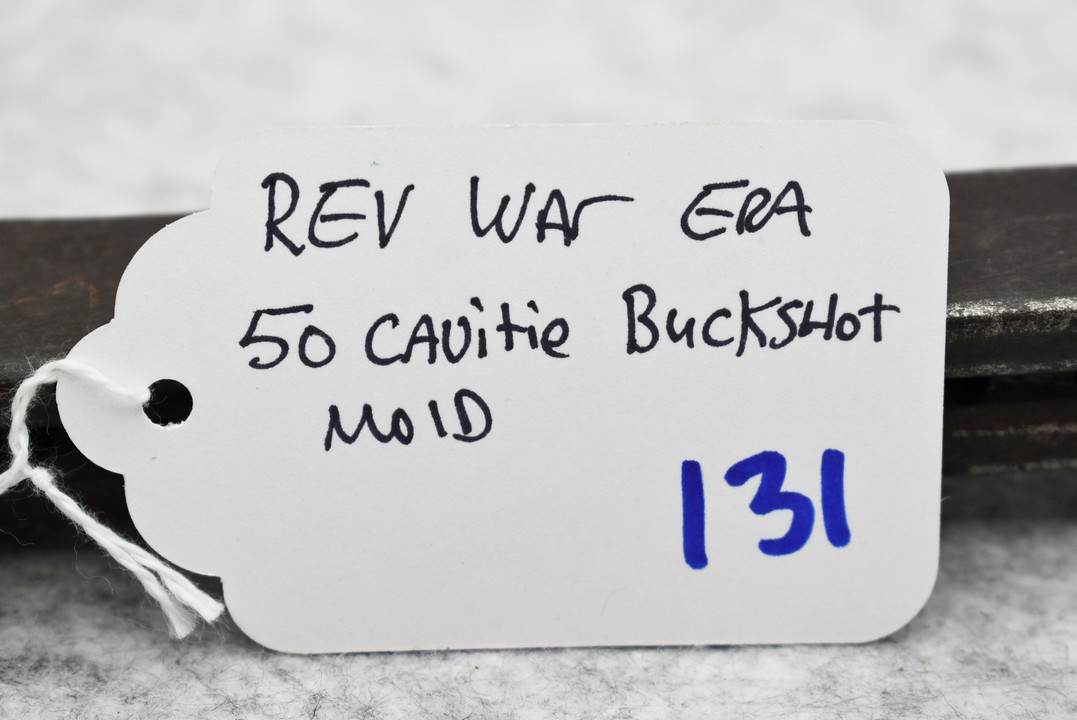 REV WAr ERA
50 CAVitie BucKSHot
MolD
131